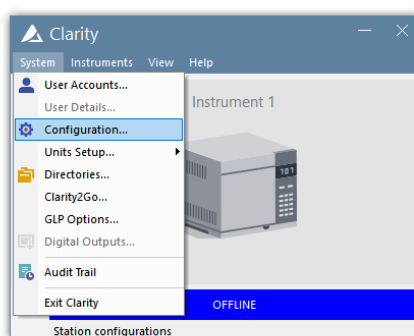 Clarity
System Instruments View Help
User Accounts...
User Details...
Instrument 1
Configuration...
Units Setup...
Directories...
Clarity2Go...
GLP Options...
Digital Outputs...
Audit Trail
Exit Clarity
OFFLINE
Station configurations